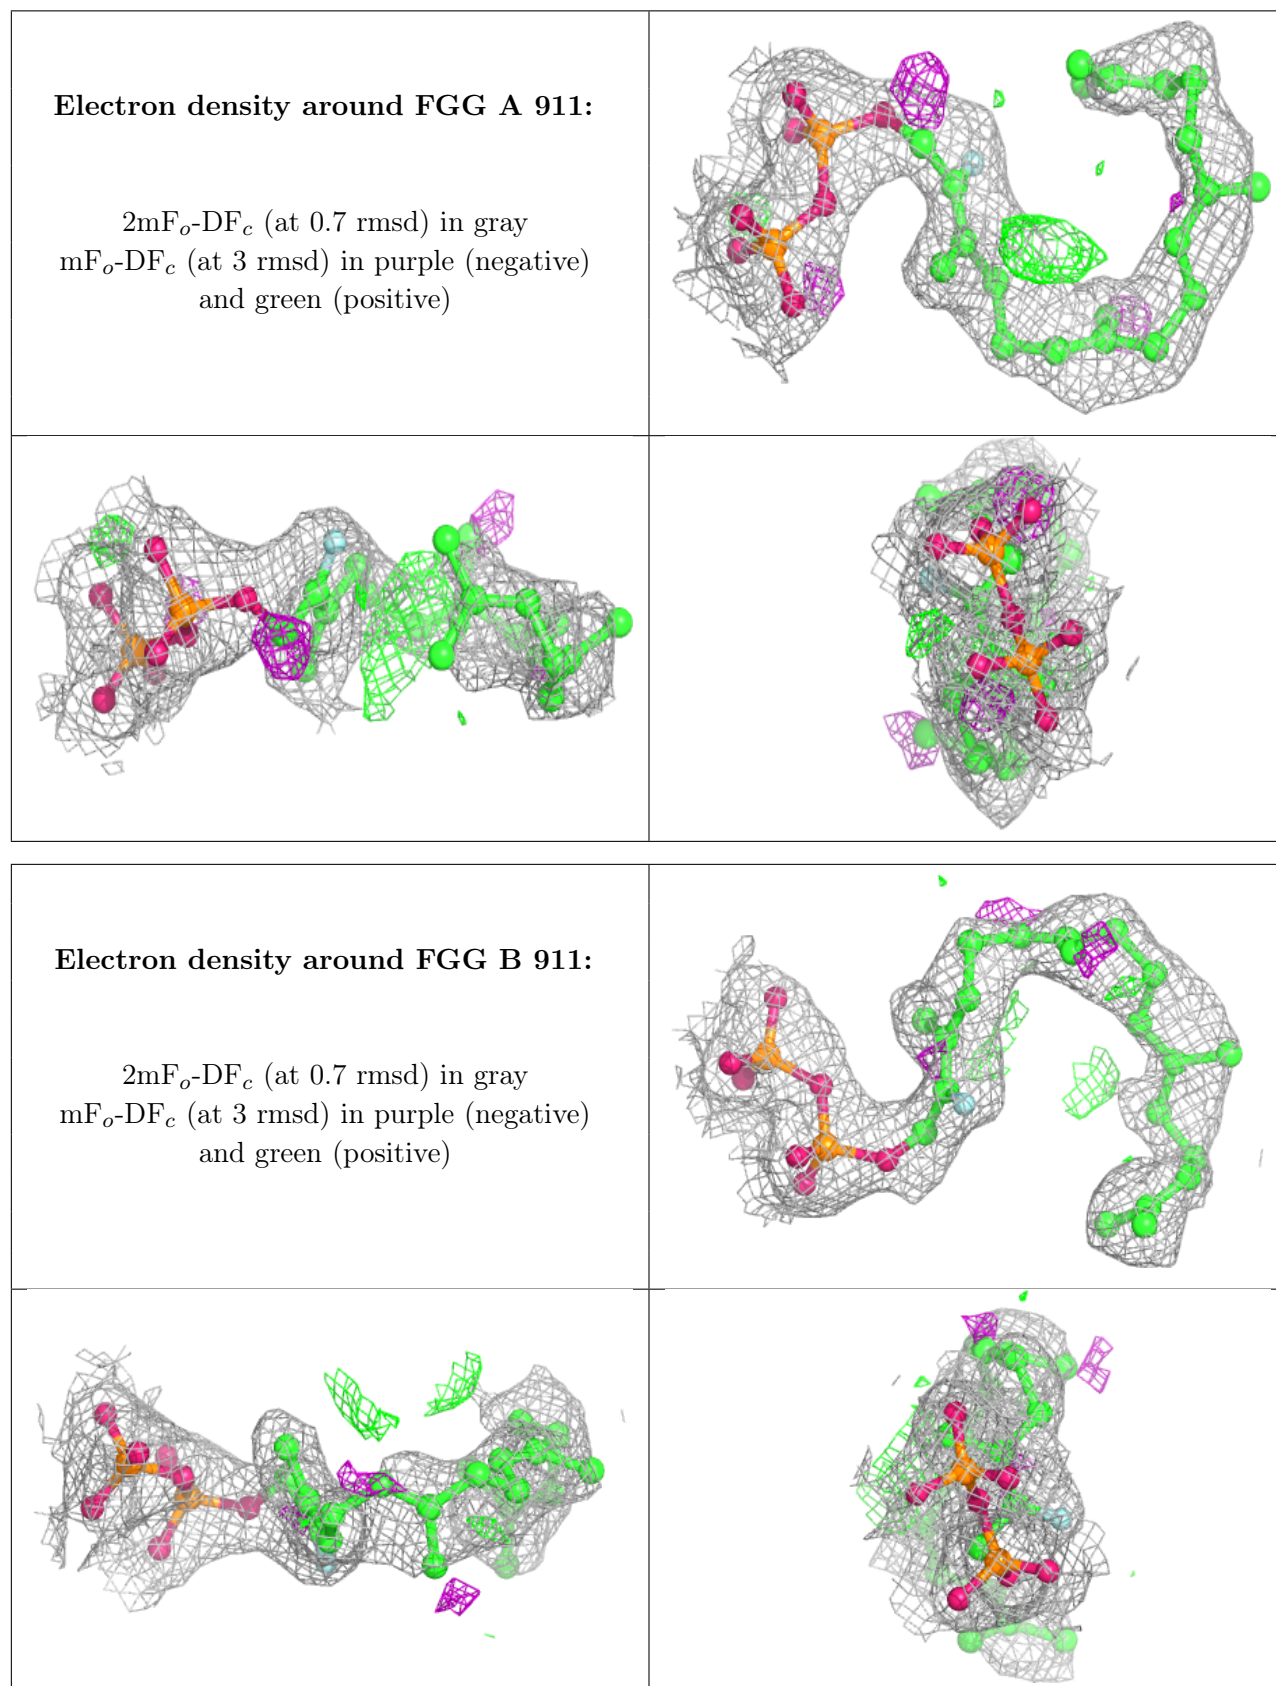 Electron density around FGG A 911:
2mFo-DFc (at 0.7 rmsd) in gray
mFo-DFc (at 3 rmsd) in purple (negative)
and green (positive)
Electron density around FGG B 911:
2mFo-DFc (at 0.7 rmsd) in gray
mFo-DFc (at 3 rmsd) in purple (negative)
and green (positive)